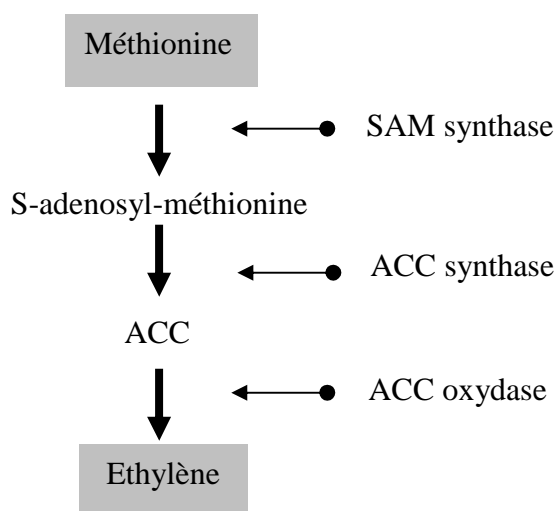 Méthionine
SAM synthase
S-adenosyl-méthionine
ACC synthase
ACC
ACC oxydase
Ethylène